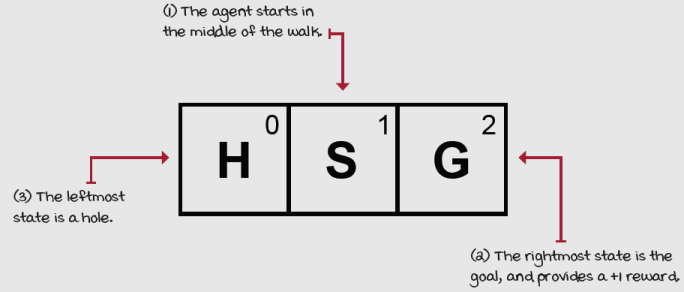 (1) The agent starts in
the middle of the walk.
0 1 2
H S G
(3) The leftmost
state is a hole.
(2) The rightmost state is the
goal, and provides a +1 reward.